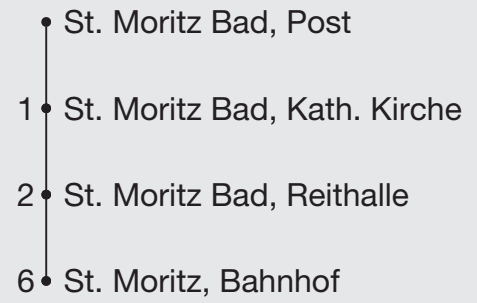 St. Moritz Bad, Post
1 St. Moritz Bad, Kath. Kirche
2 St. Moritz Bad, Reithalle
6 St. Moritz, Bahnhof